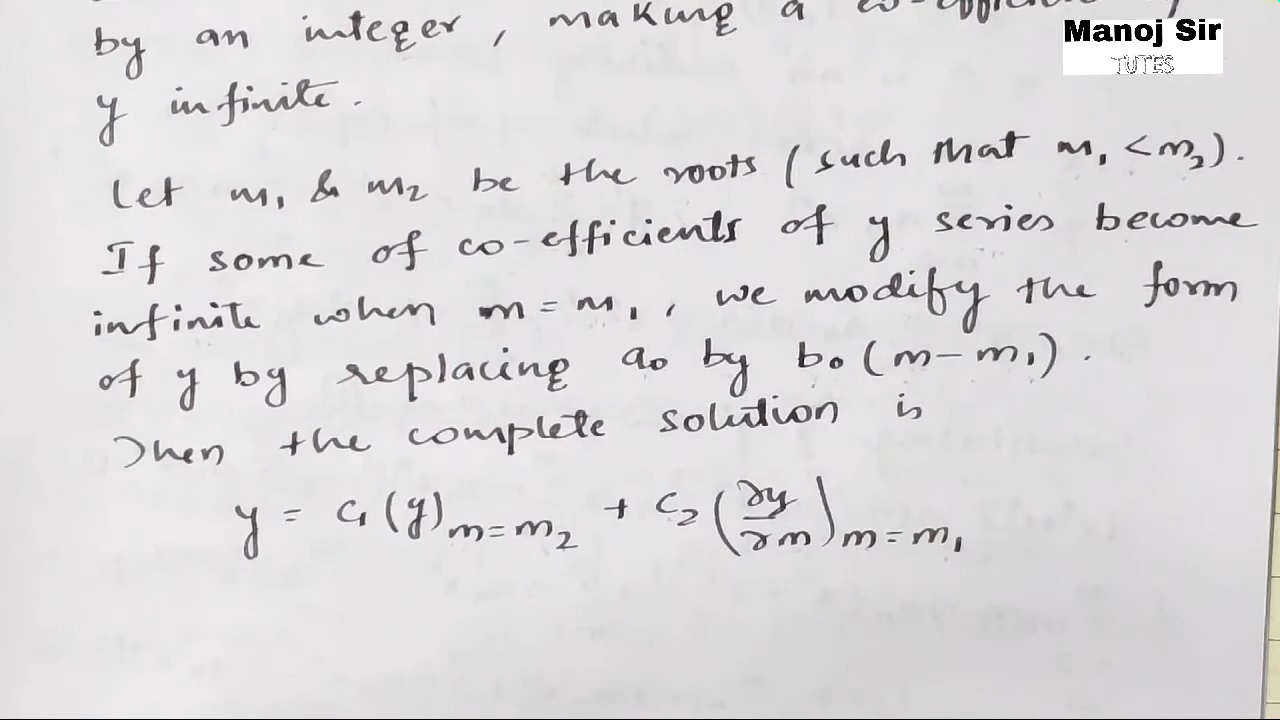 by an integer, making a co-efficient
Manoj Sir
TUTES
y infinite.
Let m₁ & m₂ be the roots (such that m₁ < m₂).
If some of co-efficients of y series become
infinite when m = m₁, we modify the form
of y by replacing a₀ by b₀(m − m₁).
Then the complete solution is
y = c₁ (y)ₘ₌ₘ₂ + c₂ (∂y/∂m)ₘ₌ₘ₁